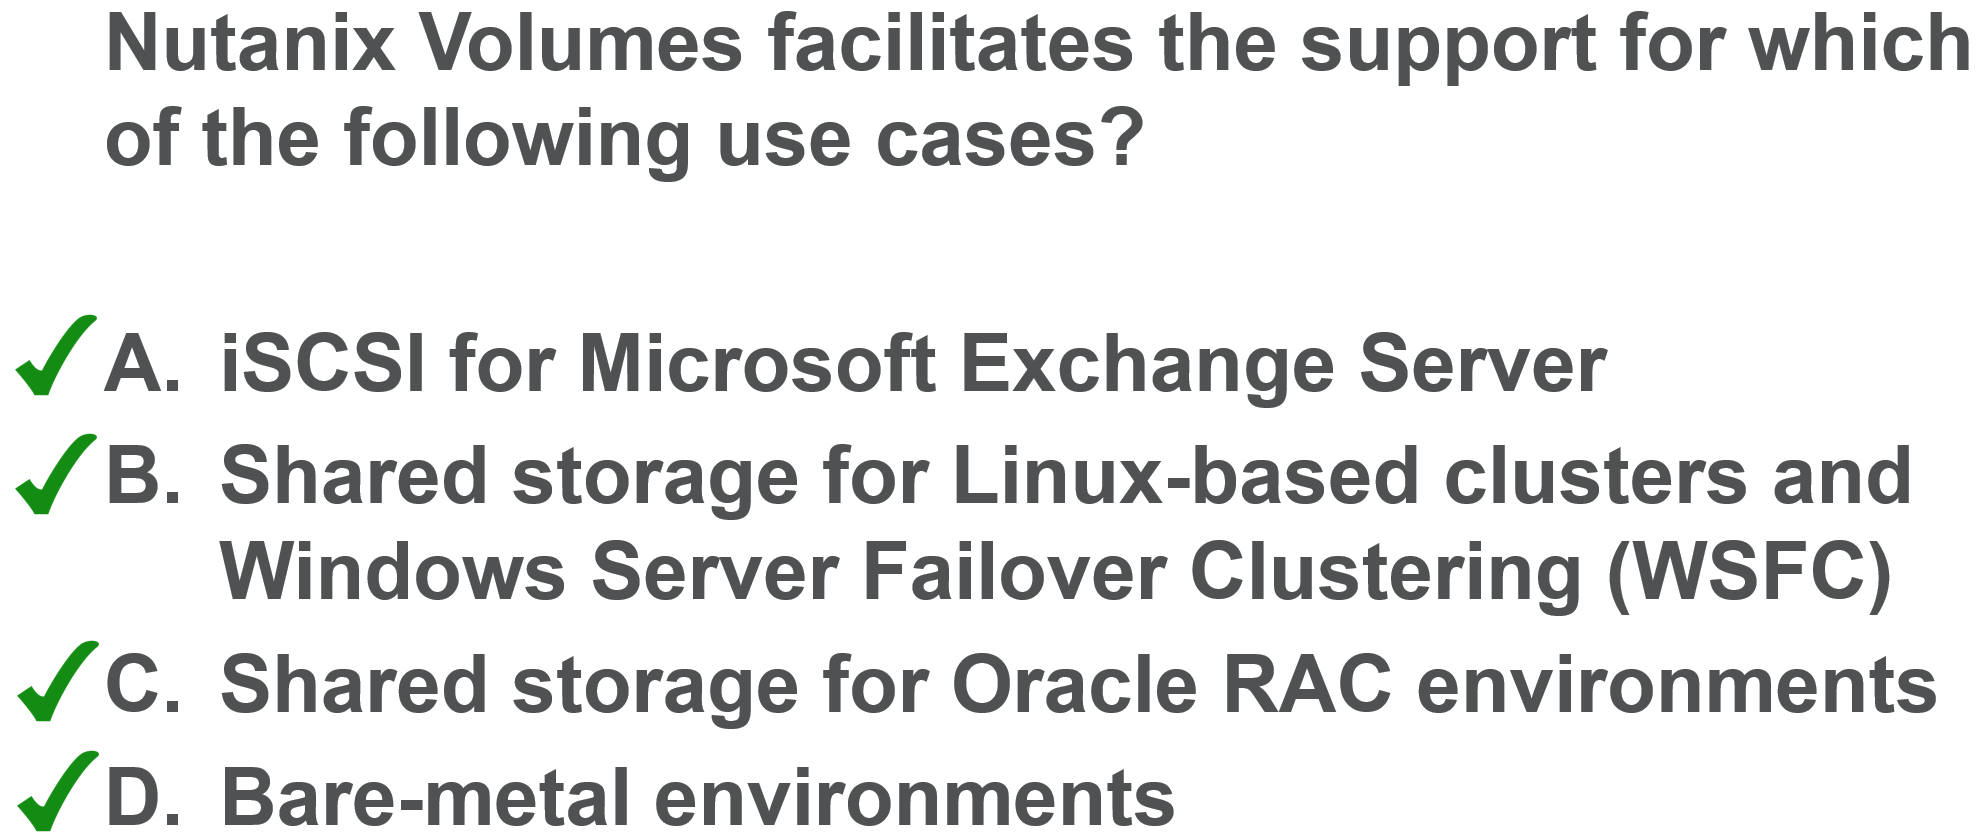 Nutanix Volumes facilitates the support for which
of the following use cases?
A. iSCSI for Microsoft Exchange Server
B. Shared storage for Linux-based clusters and
Windows Server Failover Clustering (WSFC)
C. Shared storage for Oracle RAC environments
D. Bare-metal environments